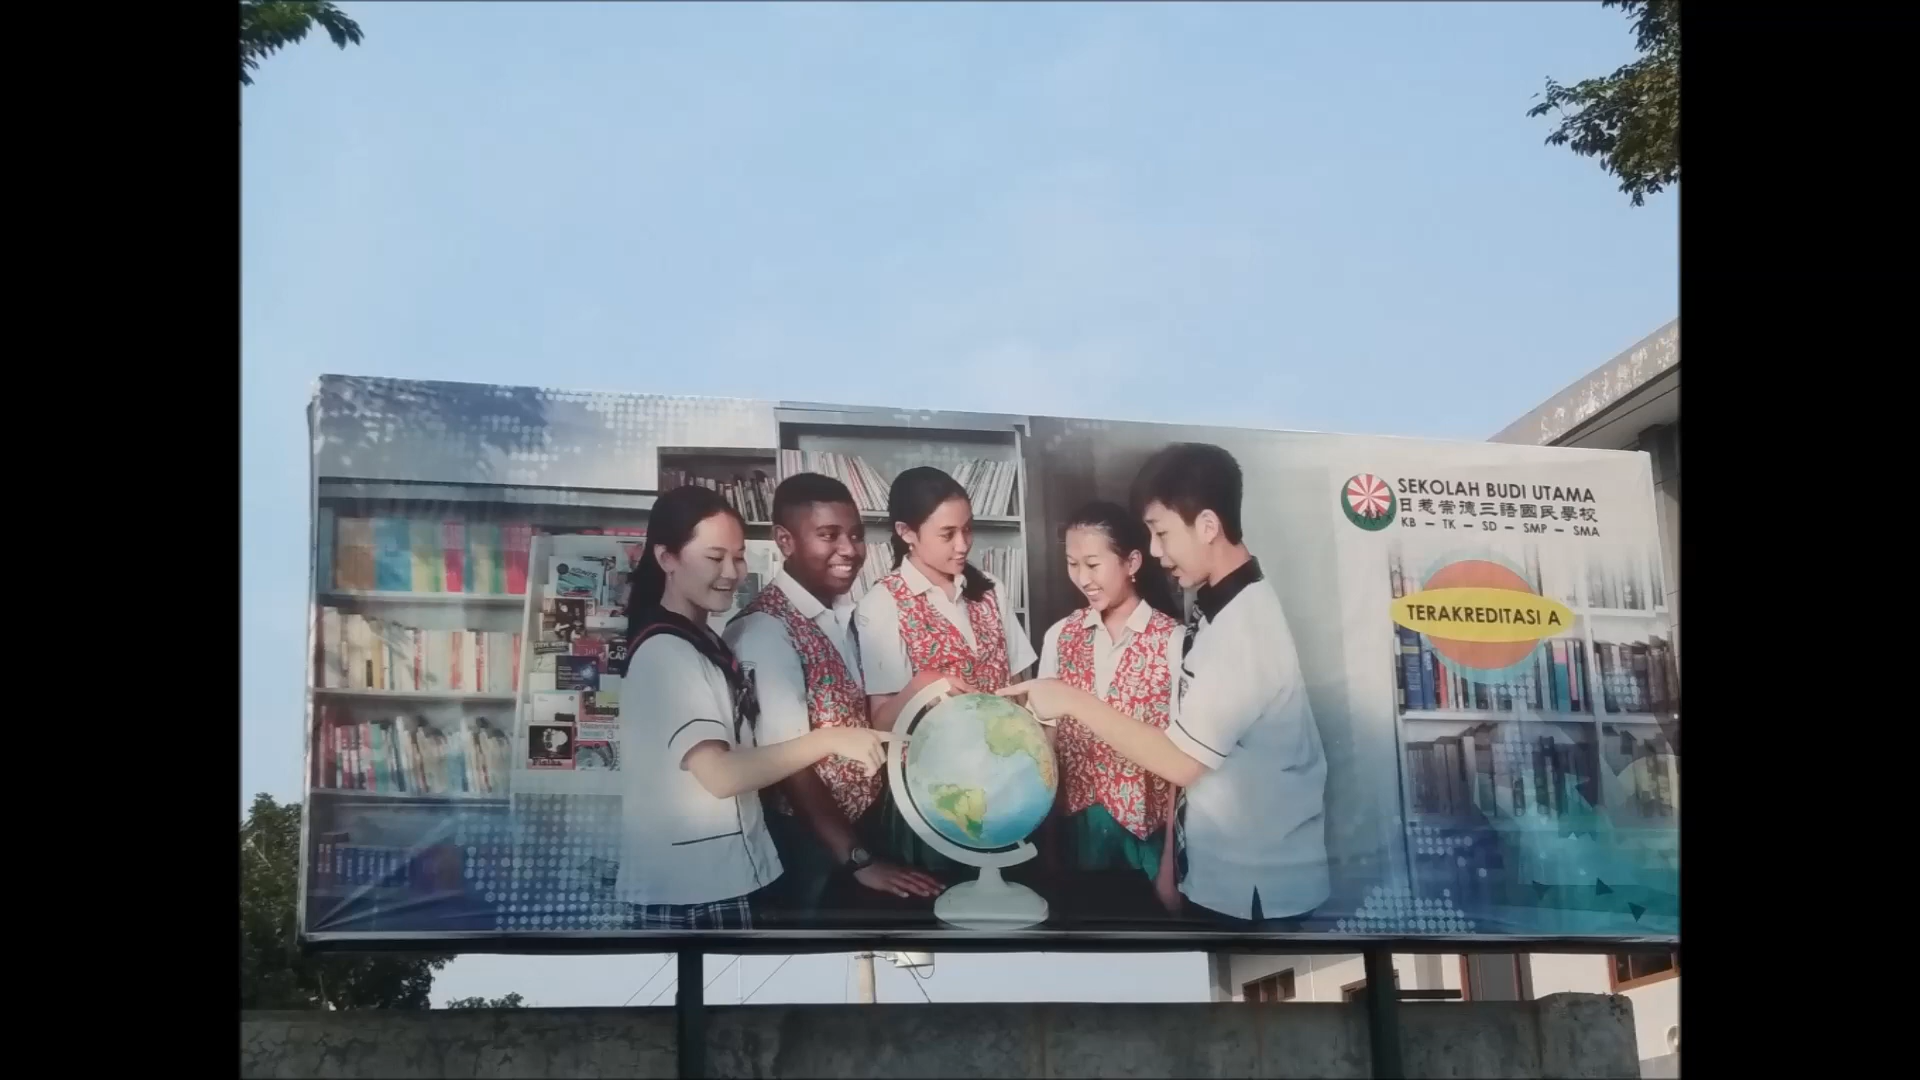 SEKOLAH BUDI UTAMA
日惹崇德三語國民學校
KB – TK – SD – SMP – SMA
TERAKREDITASI A
Fisika